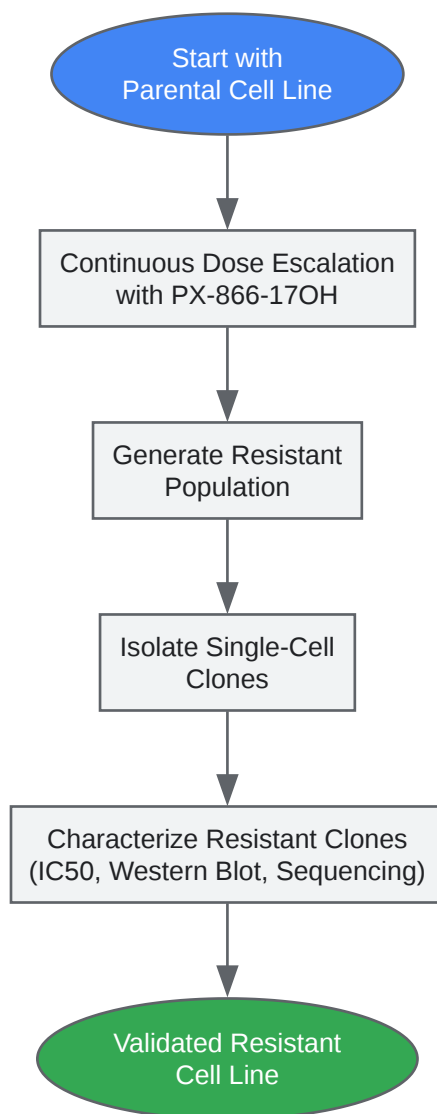 Start with
Parental Cell Line
Continuous Dose Escalation
with PX-866-17OH
Generate Resistant
Population
Isolate Single-Cell
Clones
Characterize Resistant Clones
(IC50, Western Blot, Sequencing)
Validated Resistant
Cell Line